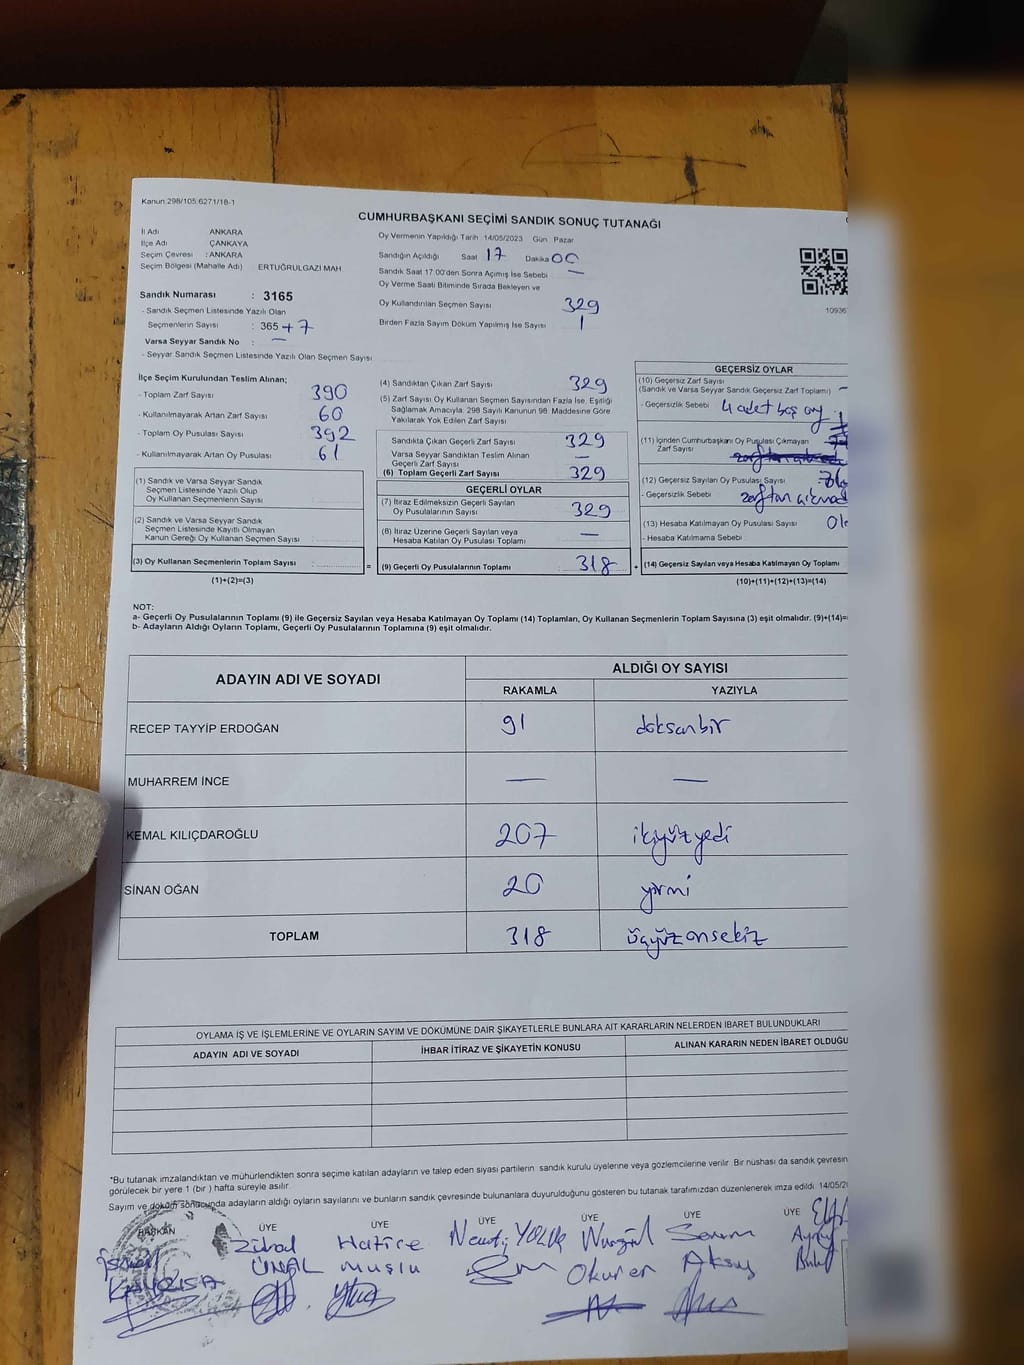 Kanun 298/105;6271/18-1
CUMHURBAŞKANI SEÇİMİ SANDIK SONUÇ TUTANAĞI
İl Adı ANKARA
İlçe Adı ÇANKAYA
Seçim Çevresi : ANKARA
Seçim Bölgesi (Mahalle Adı) ERTUĞRULGAZİ MAH
Sandık Numarası : 3165
- Sandık Seçmen Listesinde Yazılı Olan
Seçmenlerin Sayısı : 365 + 7
Varsa Seyyar Sandık No : —
- Seyyar Sandık Seçmen Listesinde Yazılı Olan Seçmen Sayısı
Oy Vermenin Yapıldığı Tarih : 14/05/2023 Gün : Pazar
Sandığın Açıldığı Saat 17 Dakika 00
Sandık Saat 17.00'den Sonra Açımış İse Sebebi —
Oy Verme Saati Bitiminde Sırada Bekleyen ve
Oy Kullandırılan Seçmen Sayısı 329
Birden Fazla Sayım Döküm Yapılmış İse Sayısı 1
10936
İlçe Seçim Kurulundan Teslim Alınan;
- Toplam Zarf Sayısı 390
- Kullanılmayarak Artan Zarf Sayısı 60
- Toplam Oy Pusulası Sayısı 392
- Kullanılmayarak Artan Oy Pusulası 61
(1) Sandık ve Varsa Seyyar Sandık
Seçmen Listesinde Yazılı Olup
Oy Kullanan Seçmenlerin Sayısı
(2) Sandık ve Varsa Seyyar Sandık
Seçmen Listesinde Kayıtlı Olmayan
Kanun Gereği Oy Kullanan Seçmen Sayısı
(3) Oy Kullanan Seçmenlerin Toplam Sayısı : =
(1)+(2)=(3)
(4) Sandıktan Çıkan Zarf Sayısı 329
(5) Zarf Sayısı Oy Kullanan Seçmen Sayısından Fazla İse, Eşitliği
Sağlamak Amacıyla, 298 Sayılı Kanunun 98. Maddesine Göre
Yakılarak Yok Edilen Zarf Sayısı
Sandıkta Çıkan Geçerli Zarf Sayısı 329
Varsa Seyyar Sandıktan Teslim Alınan
Geçerli Zarf Sayısı —
(6) Toplam Geçerli Zarf Sayısı 329
GEÇERLİ OYLAR
(7) İtiraz Edilmeksizin Geçerli Sayılan
Oy Pusulalarının Sayısı 329
(8) İtiraz Üzerine Geçerli Sayılan veya
Hesaba Katılan Oy Pusulası Toplamı —
(9) Geçerli Oy Pusulalarının Toplamı 318 +
GEÇERSİZ OYLAR
(10) Geçersiz Zarf Sayısı
(Sandık ve Varsa Seyyar Sandık Geçersiz Zarf Toplamı) -
- Geçersizlik Sebebi 4 adet boş oy
(11) İçinden Cumhurbaşkanı Oy Pusulası Çıkmayan
Zarf Sayısı
(12) Geçersiz Sayılan Oy Pusulası Sayısı
- Geçersizlik Sebebi
(13) Hesaba Katılmayan Oy Pusulası Sayısı
- Hesaba Katılmama Sebebi
(14) Geçersiz Sayılan veya Hesaba Katılmayan Oy Toplamı
(10)+(11)+(12)+(13)=(14)
NOT:
a- Geçerli Oy Pusulalarının Toplamı (9) ile Geçersiz Sayılan veya Hesaba Katılmayan Oy Toplamı (14) Toplamları, Oy Kullanan Seçmenlerin Toplam Sayısına (3) eşit olmalıdır. (9)+(14)=
b- Adayların Aldığı Oyların Toplamı, Geçerli Oy Pusulalarının Toplamına (9) eşit olmalıdır.
ADAYIN ADI VE SOYADI ALDIĞI OY SAYISI
RAKAMLA YAZIYLA
RECEP TAYYİP ERDOĞAN 91 doksanbir
MUHARREM İNCE — —
KEMAL KILIÇDAROĞLU 207 ikiyüzyedi
SİNAN OĞAN 20 yirmi
TOPLAM 318 üçyüzonsekiz
OYLAMA İŞ VE İŞLEMLERİNE VE OYLARIN SAYIM VE DÖKÜMÜNE DAİR ŞİKAYETLERLE BUNLARA AİT KARARLARIN NELERDEN İBARET BULUNDUKLARI
ADAYIN ADI VE SOYADI İHBAR İTİRAZ VE ŞİKAYETİN KONUSU ALINAN KARARIN NEDEN İBARET OLDUĞU
*Bu tutanak imzalandıktan ve mühürlendikten sonra seçime katılan adayların ve talep eden siyasi partilerin sandık kurulu üyelerine veya gözlemcilerine verilir. Bir nüshası da sandık çevresin
görülecek bir yere 1 (bir ) hafta süreyle asılır.
Sayım ve döküm sonucunda adayların aldığı oyların sayılarını ve bunların sandık çevresinde bulunanlara duyurulduğunu gösteren bu tutanak tarafımızdan düzenlenerek imza edildi. 14/05/20
BAŞKAN ÜYE ÜYE ÜYE ÜYE ÜYE ÜYE
Hatice
ÜNAL Muslu Okuren Aksuş